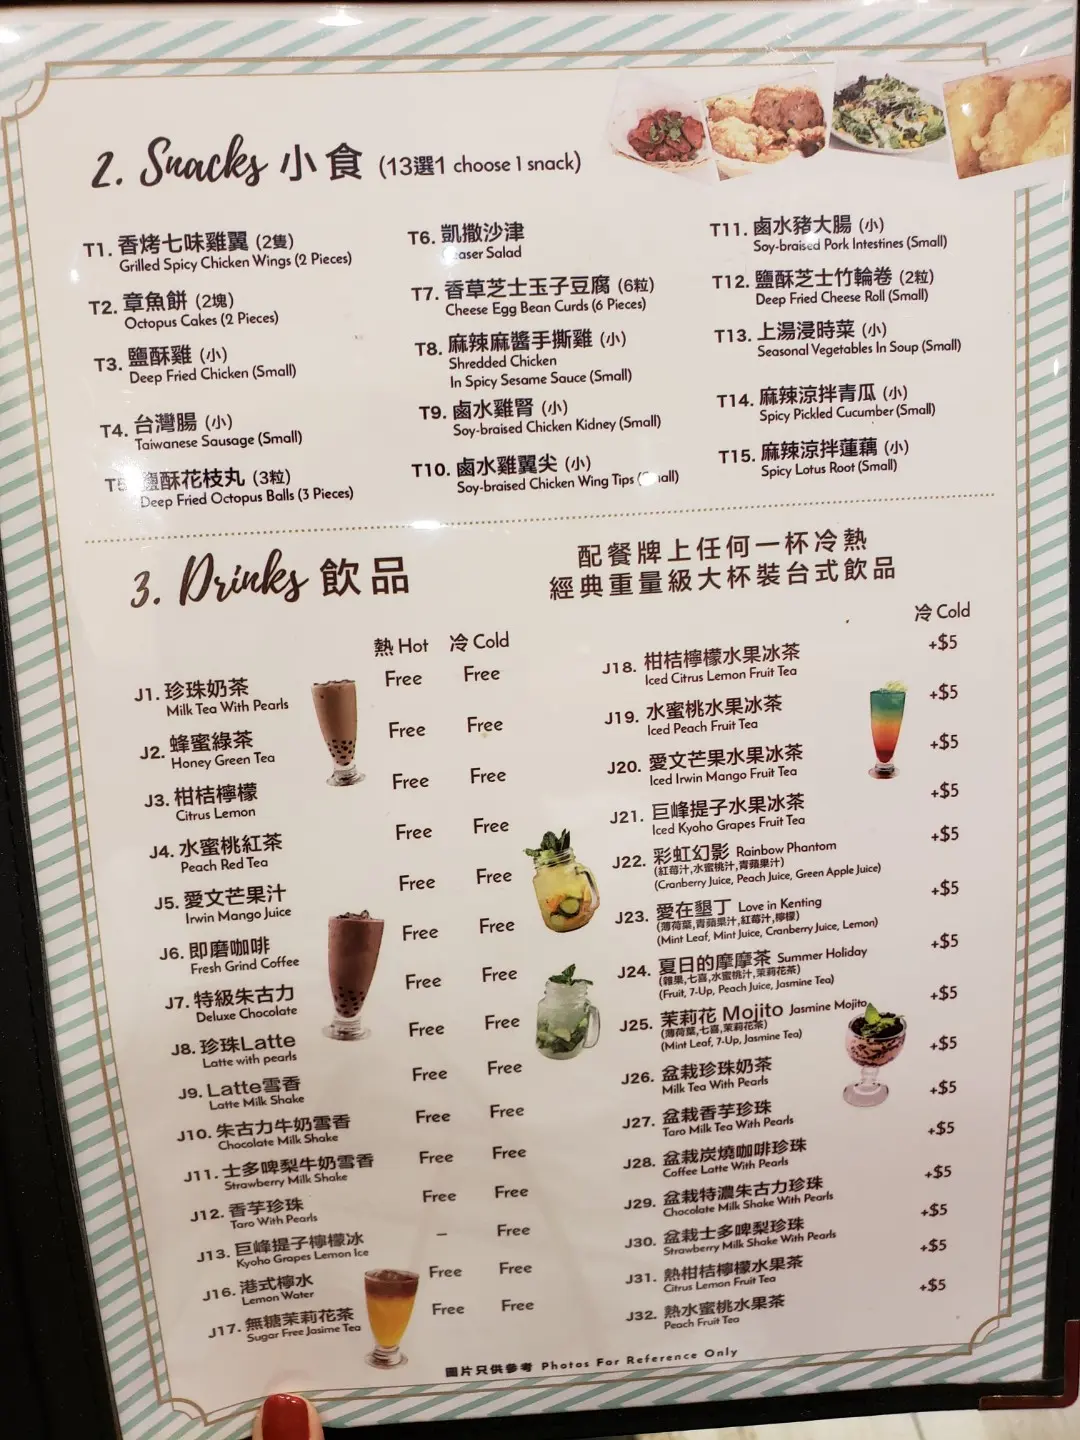 2. Snacks 小食 (13選1 choose 1 snack)
T1. 香烤七味雞翼 (2隻)
Grilled Spicy Chicken Wings (2 Pieces)
T2. 章魚餅 (2塊)
Octopus Cakes (2 Pieces)
T3. 鹽酥雞 (小)
Deep Fried Chicken (Small)
T4. 台灣腸 (小)
Taiwanese Sausage (Small)
鹽酥花枝丸 (3粒)
Deep Fried Octopus Balls (3 Pieces)
T6. 凱撒沙津
Salad
T7. 香草芝士玉子豆腐 (6粒)
Cheese Egg Bean Curds (6 Pieces)
T8. 麻辣麻醬手撕雞 (小)
Shredded Chicken
In Spicy Sesame Sauce (Small)
T9. 鹵水雞腎 (小)
Soy-braised Chicken Kidney (Small)
T10. 鹵水雞翼尖 (小)
Soy-braised Chicken Wing Tips
T11. 鹵水豬大腸 (小)
Soy-braised Pork Intestines (Small)
T12. 鹽酥芝士竹輪卷 (2粒)
Deep Fried Cheese Roll (Small)
T13. 上湯浸時菜 (小)
Seasonal Vegetables In Soup (Small)
T14. 麻辣涼拌青瓜 (小)
Spicy Pickled Cucumber (Small)
T15. 麻辣涼拌蓮藕 (小)
Spicy Lotus Root (Small)
3. Drinks 飲品
配餐牌上任何一杯冷熱
經典重量級大杯裝台式飲品
熱 Hot 冷 Cold
J1. 珍珠奶茶 Free Free
Milk Tea With Pearls
J2. 蜂蜜綠茶 Free Free
Honey Green Tea
J3. 柑桔檸檬 Free Free
Citrus Lemon
J4. 水蜜桃紅茶 Free Free
Peach Red Tea
J5. 愛文芒果汁 Free Free
Irwin Mango Juice
J6. 即磨咖啡 Free Free
Fresh Grind Coffee
J7. 特級朱古力 Free Free
Deluxe Chocolate
J8. 珍珠Latte Free Free
Latte with pearls
J9. Latte雪香 Free Free
Latte Milk Shake
J10. 朱古力牛奶雪香 Free Free
Chocolate Milk Shake
J11. 士多啤梨牛奶雪香 Free Free
Strawberry Milk Shake
J12. 香芋珍珠 Free Free
Taro With Pearls
J13. 巨峰提子檸檬冰 – Free
Kyoho Grapes Lemon Ice
J16. 港式檸水 Free Free
Lemon Water
J17. 無糖茉莉花茶 Free Free
Sugar Free Jasime Tea
冷 Cold
J18. 柑桔檸檬水果冰茶 +$5
Iced Citrus Lemon Fruit Tea
J19. 水蜜桃水果冰茶 +$5
Iced Peach Fruit Tea
J20. 愛文芒果水果冰茶 +$5
Iced Irwin Mango Fruit Tea
J21. 巨峰提子水果冰茶 +$5
Iced Kyoho Grapes Fruit Tea
J22. 彩虹幻影 Rainbow Phantom +$5
(紅莓汁,水蜜桃汁,青蘋果汁)
(Cranberry Juice, Peach Juice, Green Apple Juice)
J23. 愛在墾丁 Love in Kenting +$5
(薄荷葉,青蘋果汁,紅莓汁,檸檬)
(Mint Leaf, Mint Juice, Cranberry Juice, Lemon)
J24. 夏日的摩摩茶 Summer Holiday +$5
(雜果,七喜,水蜜桃汁,茉莉花茶)
(Fruit, 7-Up, Peach Juice, Jasmine Tea)
J25. 茉莉花 Mojito Jasmine Mojito +$5
(薄荷葉,七喜,茉莉花茶)
(Mint Leaf, 7-Up, Jasmine Tea)
J26. 盆栽珍珠奶茶 +$5
Milk Tea With Pearls
J27. 盆栽香芋珍珠 +$5
Taro Milk Tea With Pearls
J28. 盆栽炭燒咖啡珍珠 +$5
Coffee Latte With Pearls
J29. 盆栽特濃朱古力珍珠 +$5
Chocolate Milk Shake With Pearls
J30. 盆栽士多啤梨珍珠 +$5
Strawberry Milk Shake With Pearls
J31. 熱柑桔檸檬水果茶 +$5
Citrus Lemon Fruit Tea
J32. 熱水蜜桃水果茶 +$5
Peach Fruit Tea
圖片只供參考 Photos For Reference Only